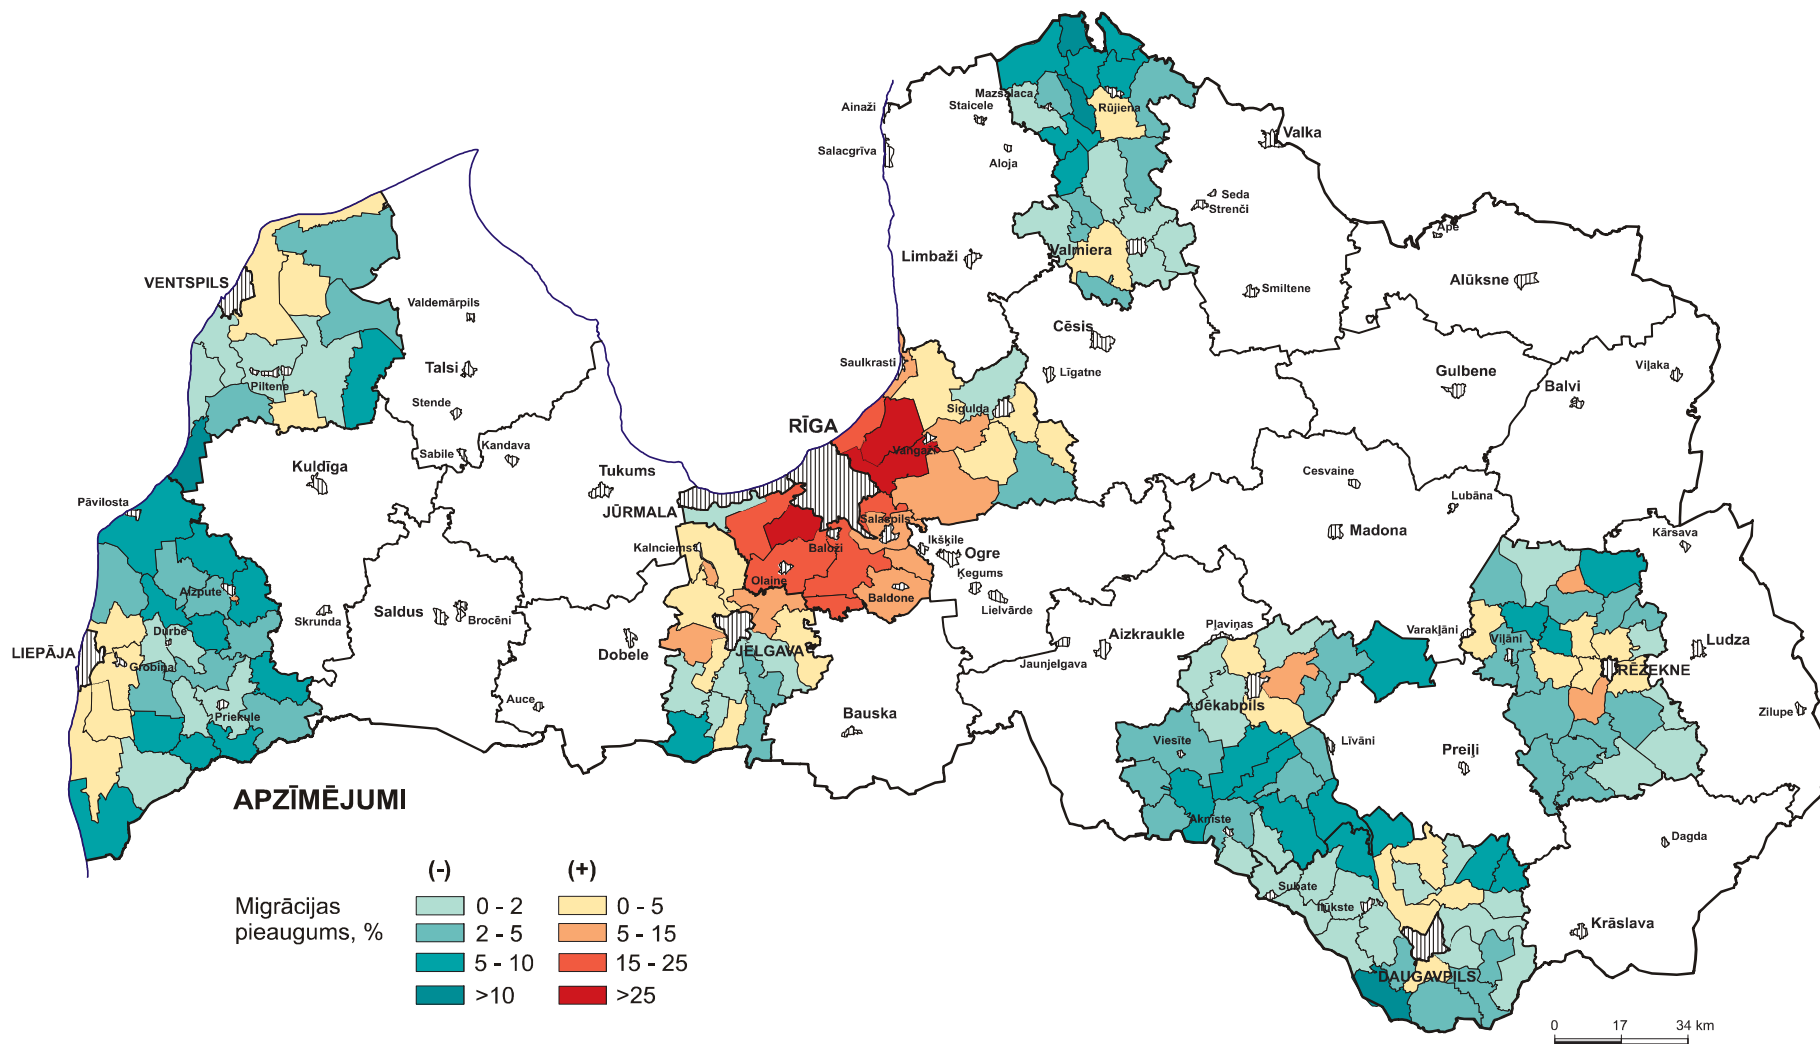 Ainaži
Mazsalaca
Staicele
Rūjiena
Valka
Salacgrīva
Aloja
Seda
Strenči
Ape
Limbaži
Valmiera
Alūksne
VENTSPILS
Smiltene
Valdemārpils
Cēsis
Saulkrasti
Talsi
Līgatne
Gulbene
Viļaka
Piltene
Balvi
Stende
Sigulda
RĪGA
Vangaži
Sabile
Kandava
Kuldīga
Tukums
Cesvaine
Pāvilosta
JŪRMALA
Lubāna
Madona
Salaspils
Kārsava
Kalnciems
Baloži
Ikšķile
Ogre
Olaine
Ķegums
Aizpute
Baldone
Lielvārde
Skrunda
Saldus
Brocēni
Durbe
Pļaviņas
Varakļāni
Viļāni
Ludza
LIEPĀJA
Dobele
JELGAVA
Aizkraukle
Grobiņa
Jaunjelgava
RĒZEKNE
Auce
Jēkabpils
Priekule
Bauska
Zilupe
Viesīte
Līvāni
Preiļi
APZĪMĒJUMI
Aknīste
Dagda
(-) (+)
Subate
Migrācijas
pieaugums, %
0 - 2 0 - 5
2 - 5 5 - 15
5 - 10 15 - 25
>10 >25
Ilūkste
Krāslava
DAUGAVPILS
0 17 34 km